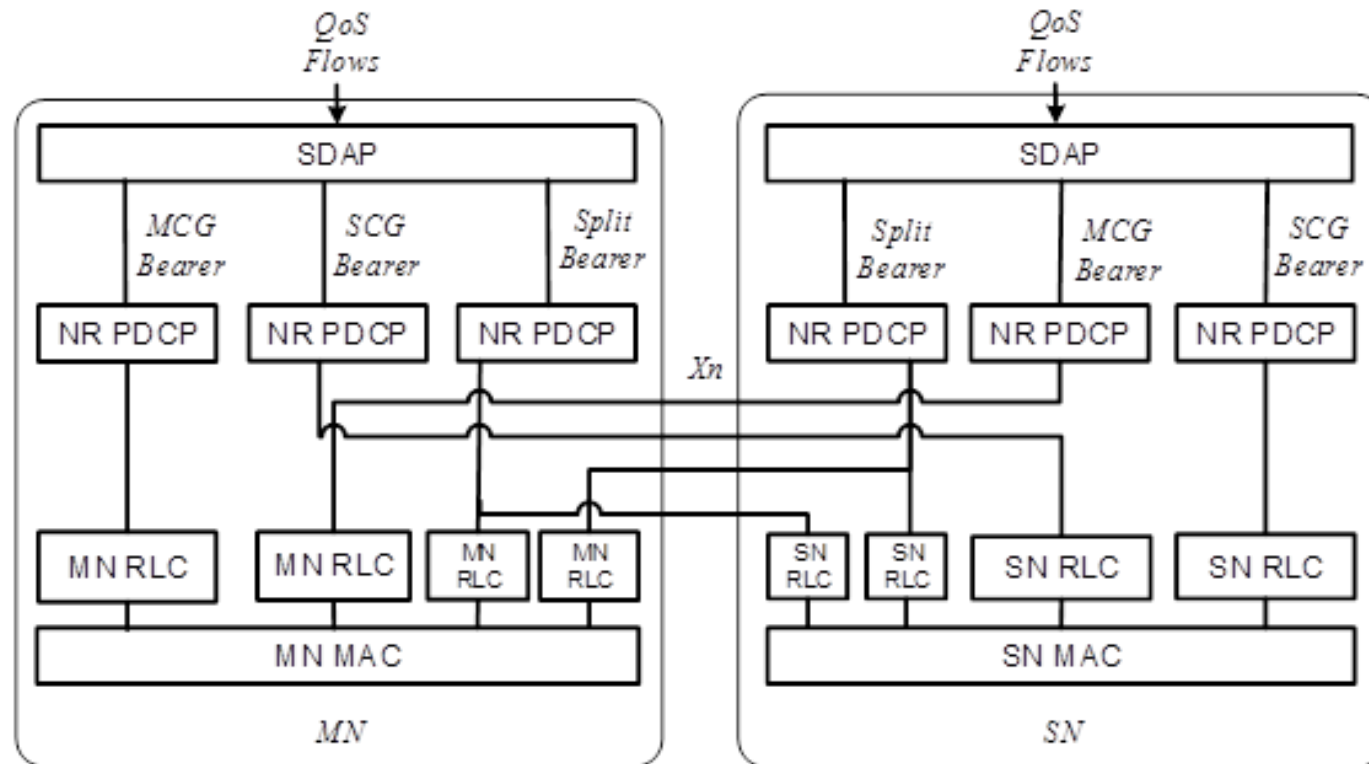 QoS
Flows
QoS
Flows
SDAP
SDAP
MCG
Bearer
SCG
Bearer
Split
Bearer
Split
Bearer
MCG
Bearer
SCG
Bearer
NR PDCP
NR PDCP
NR PDCP
NR PDCP
NR PDCP
NR PDCP
Xn
MN RLC
MN RLC
MN
RLC
MN
RLC
SN
RLC
SN
RLC
SN RLC
SN RLC
MN MAC
SN MAC
MN
SN